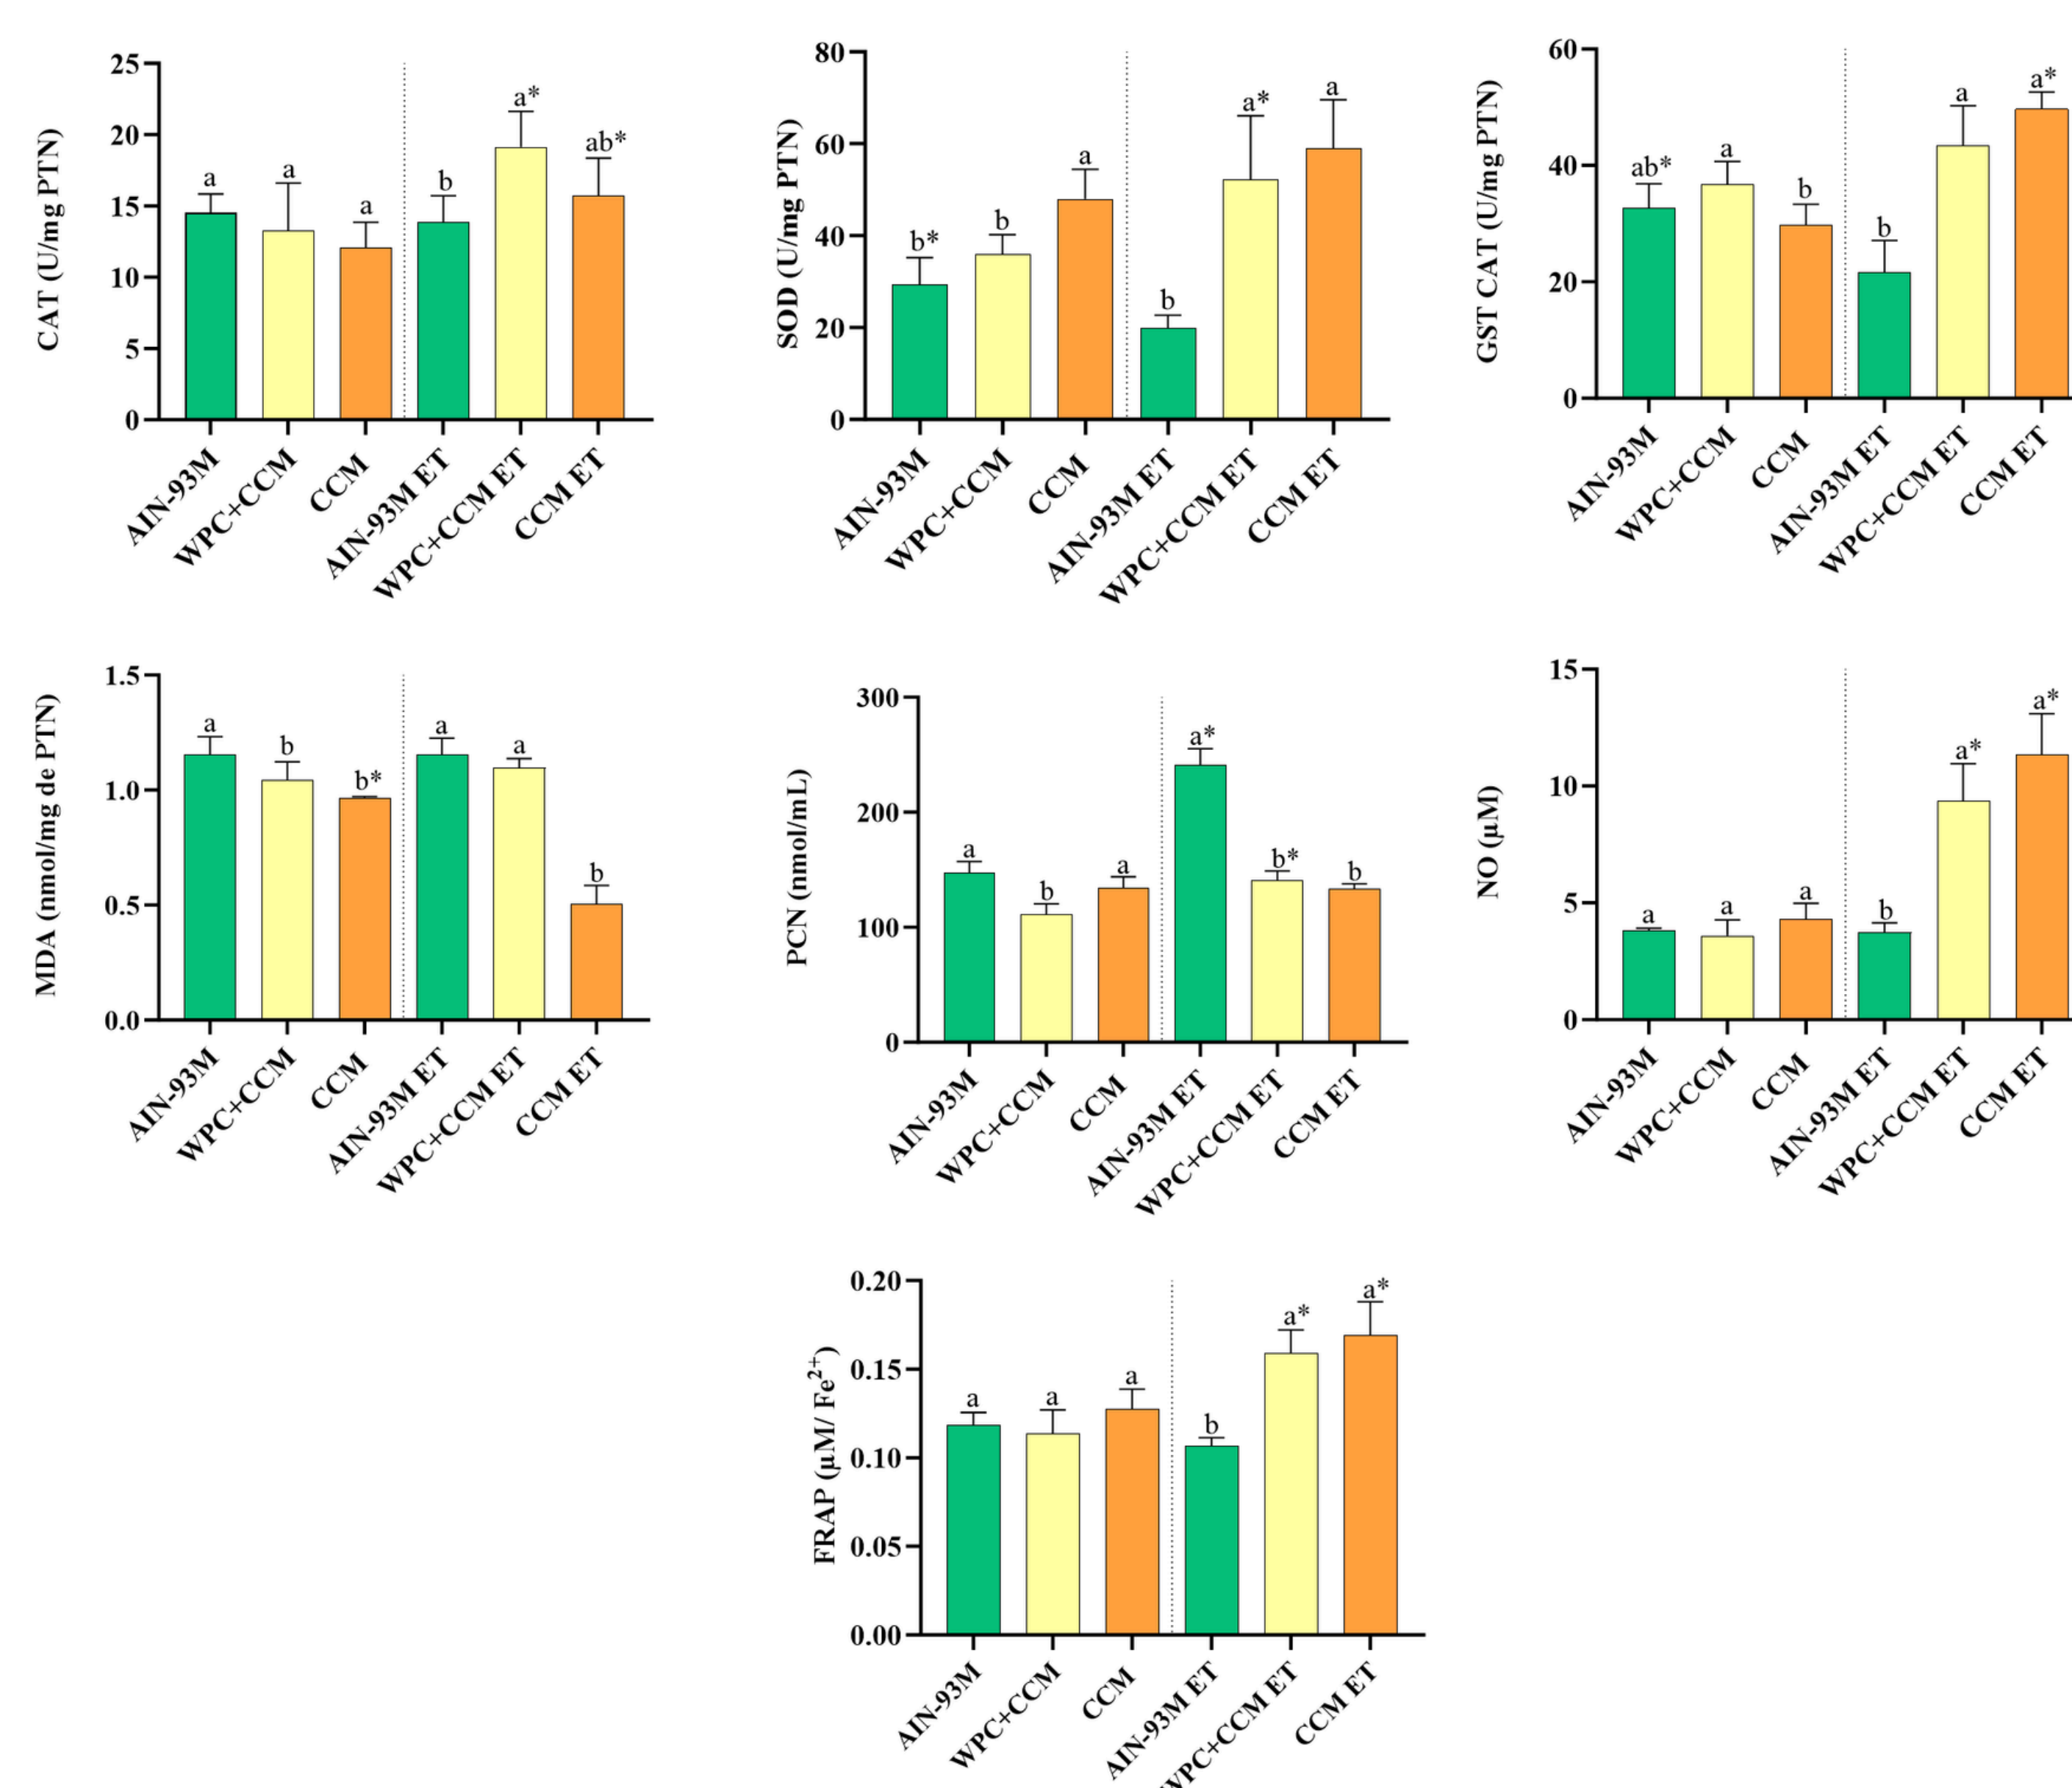 CAT (U/mg PTN)
25
20
15
10
5
0
a
a
a
b
a*
ab*
AIN-93M
WPC+CCM
CCM
AIN-93M ET
WPC+CCM ET
CCM ET
SOD (U/mg PTN)
80
60
40
20
0
b*
b
a
b
a*
a
AIN-93M
WPC+CCM
CCM
AIN-93M ET
WPC+CCM ET
CCM ET
GST CAT (U/mg PTN)
60
40
20
0
ab*
a
b
b
a
a*
AIN-93M
WPC+CCM
CCM
AIN-93M ET
WPC+CCM ET
CCM ET
MDA (nmol/mg de PTN)
1.5
1.0
0.5
0.0
a
b
b*
a
a
b
AIN-93M
WPC+CCM
CCM
AIN-93M ET
WPC+CCM ET
CCM ET
PCN (nmol/mL)
300
200
100
0
a
b
a
a*
b*
b
AIN-93M
WPC+CCM
CCM
AIN-93M ET
WPC+CCM ET
CCM ET
NO (µM)
15
10
5
0
a
a
a
b
a*
a*
AIN-93M
WPC+CCM
CCM
AIN-93M ET
WPC+CCM ET
CCM ET
FRAP (µM/ Fe²⁺)
0.20
0.15
0.10
0.05
0.00
a
a
a
b
a*
a*
AIN-93M
WPC+CCM
CCM
AIN-93M ET
WPC+CCM ET
CCM ET